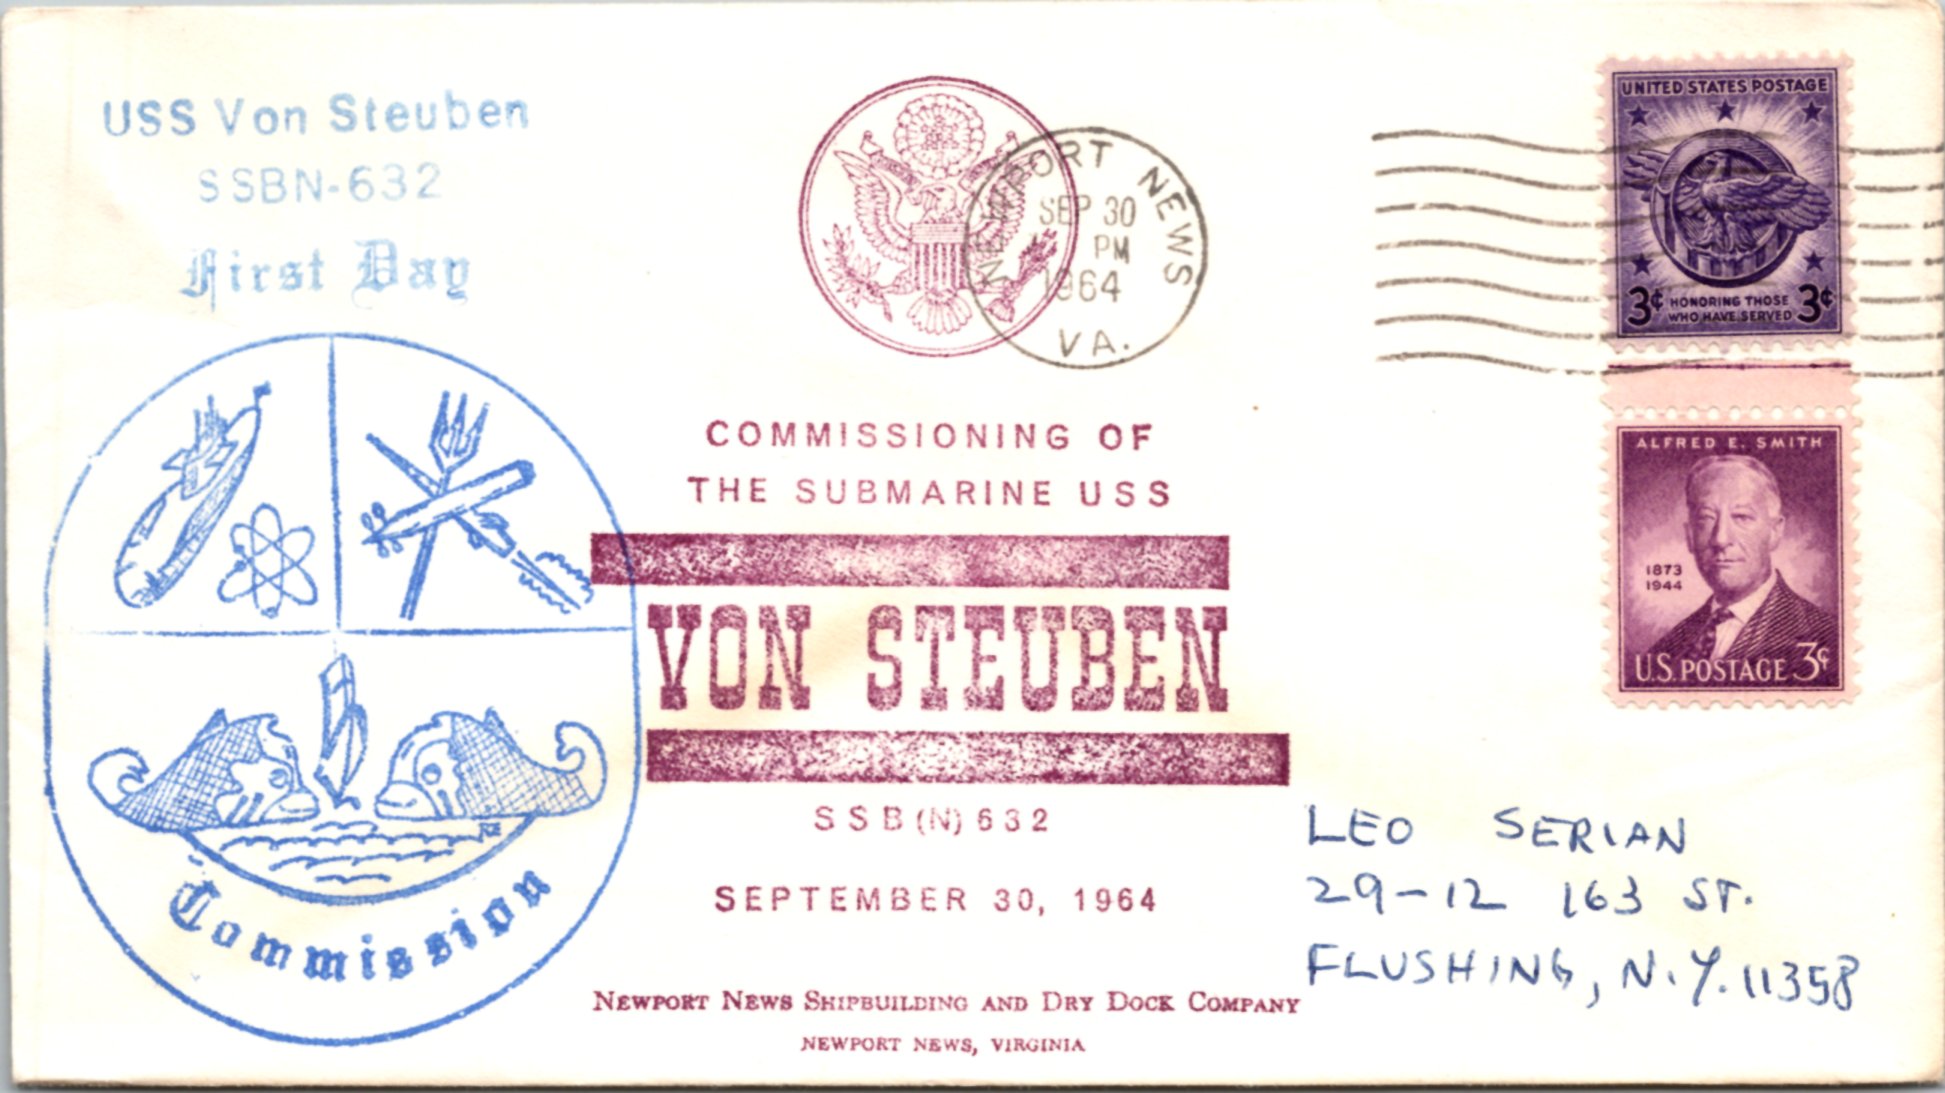 USS Von Steuben
SSBN-632
First Day
Commission
NEWPORT NEWS
SEP 30
PM
1964
VA.
COMMISSIONING OF
THE SUBMARINE USS
VON STEUBEN
SSB(N)632
SEPTEMBER 30, 1964
NEWPORT NEWS SHIPBUILDING AND DRY DOCK COMPANY
NEWPORT NEWS, VIRGINIA
UNITED STATES POSTAGE
3¢ HONORING THOSE 3¢
WHO HAVE SERVED
ALFRED E. SMITH
1873
1944
U.S. POSTAGE 3¢
LEO SERIAN
29-12 163 ST.
FLUSHING, N.Y. 11358